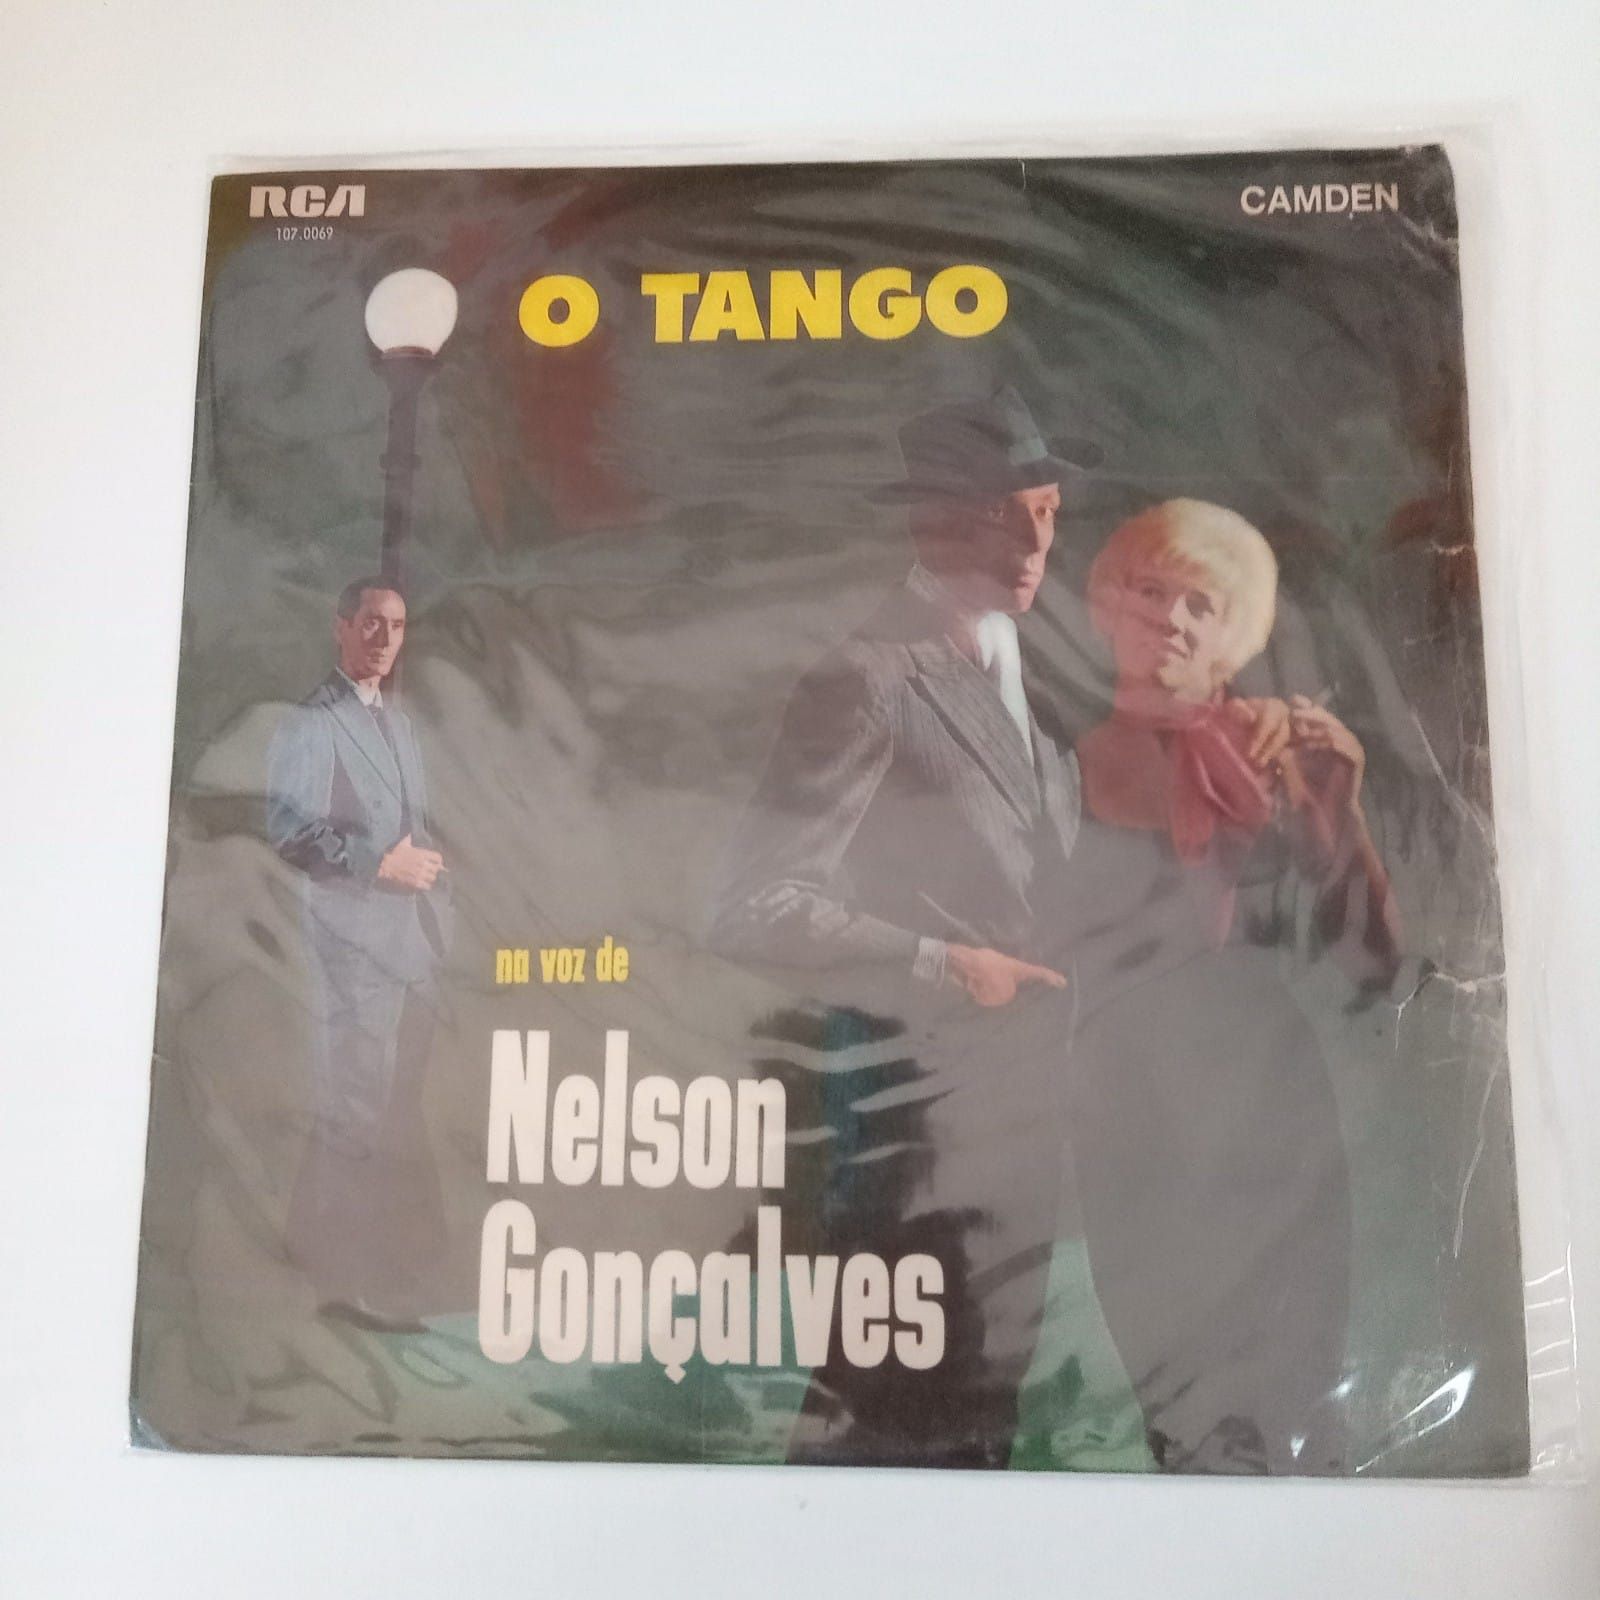 RCA
107.0069
CAMDEN
O TANGO
na voz de
Nelson
Gonçalves